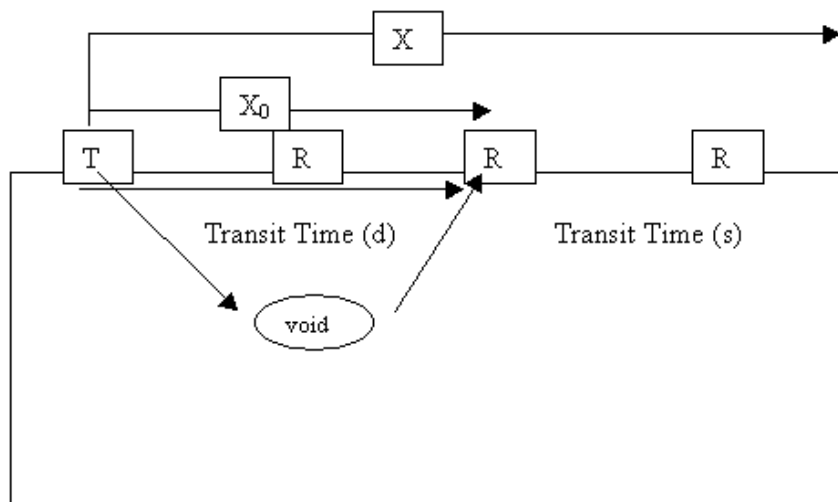 X
X₀
T
R
R
R
Transit Time (d)
Transit Time (s)
void